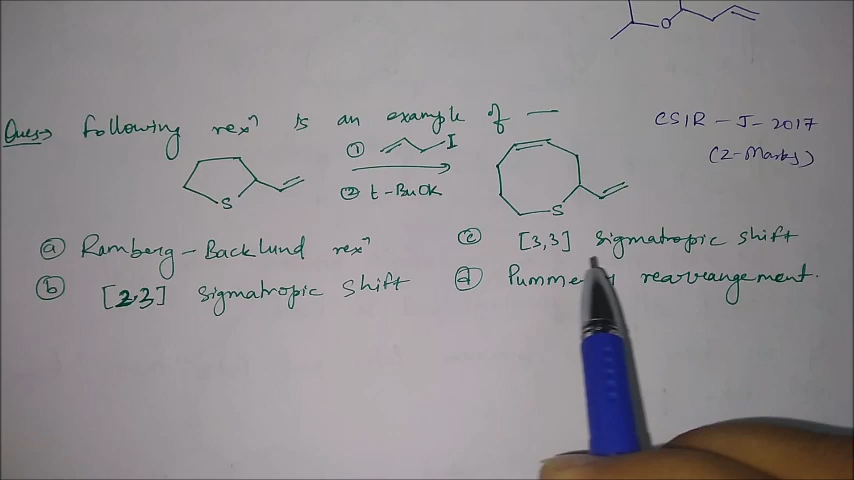 O
Ques→ Following rexⁿ is an example of —
CSIR - J - 2017
(2-Marks)
① I
② t-BuOK
S
S
ⓐ Ramberg-Backlund rexⁿ
ⓒ [3,3] sigmatropic shift
ⓑ [2,3] sigmatropic shift
ⓓ rearrangement.